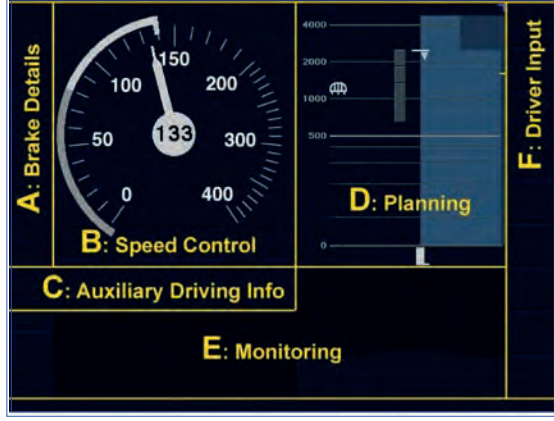 A: Brake Details
150
100
200
133
50
300
0
400
B: Speed Control
C: Auxiliary Driving Info
4000
2000
1000
500
D: Planning
0
E: Monitoring
F: Driver Input